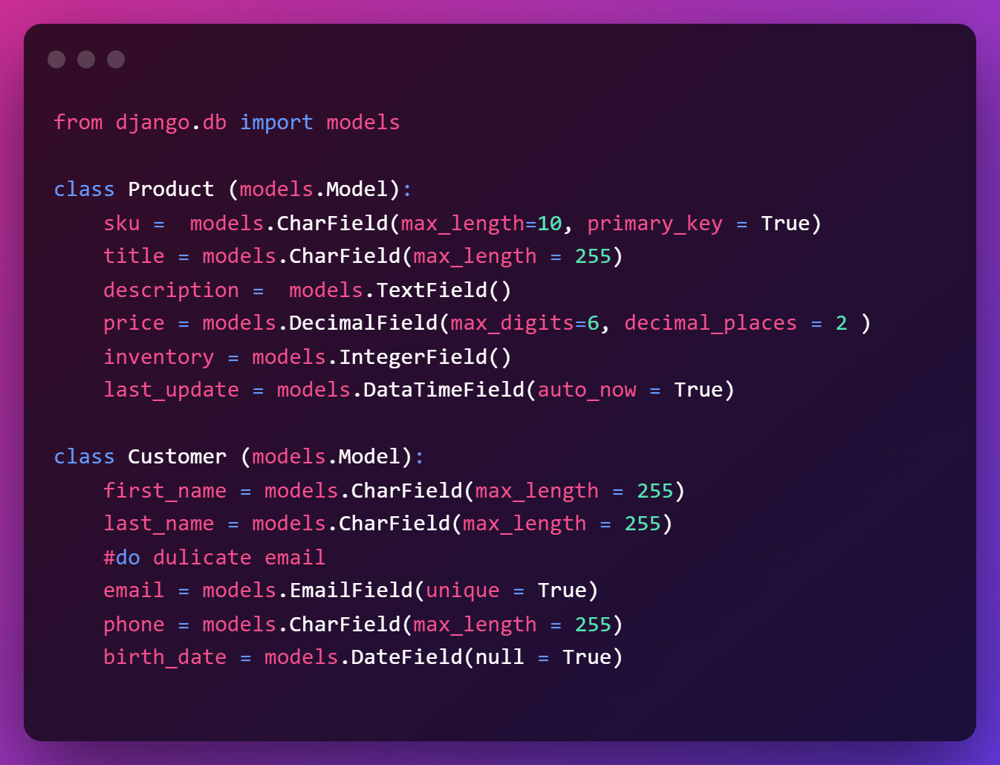 from django.db import models

class Product (models.Model):
    sku =  models.CharField(max_length=10, primary_key = True)
    title = models.CharField(max_length = 255)
    description =  models.TextField()
    price = models.DecimalField(max_digits=6, decimal_places = 2 )
    inventory = models.IntegerField()
    last_update = models.DataTimeField(auto_now = True)

class Customer (models.Model):
    first_name = models.CharField(max_length = 255)
    last_name = models.CharField(max_length = 255)
    #do dulicate email
    email = models.EmailField(unique = True)
    phone = models.CharField(max_length = 255)
    birth_date = models.DateField(null = True)